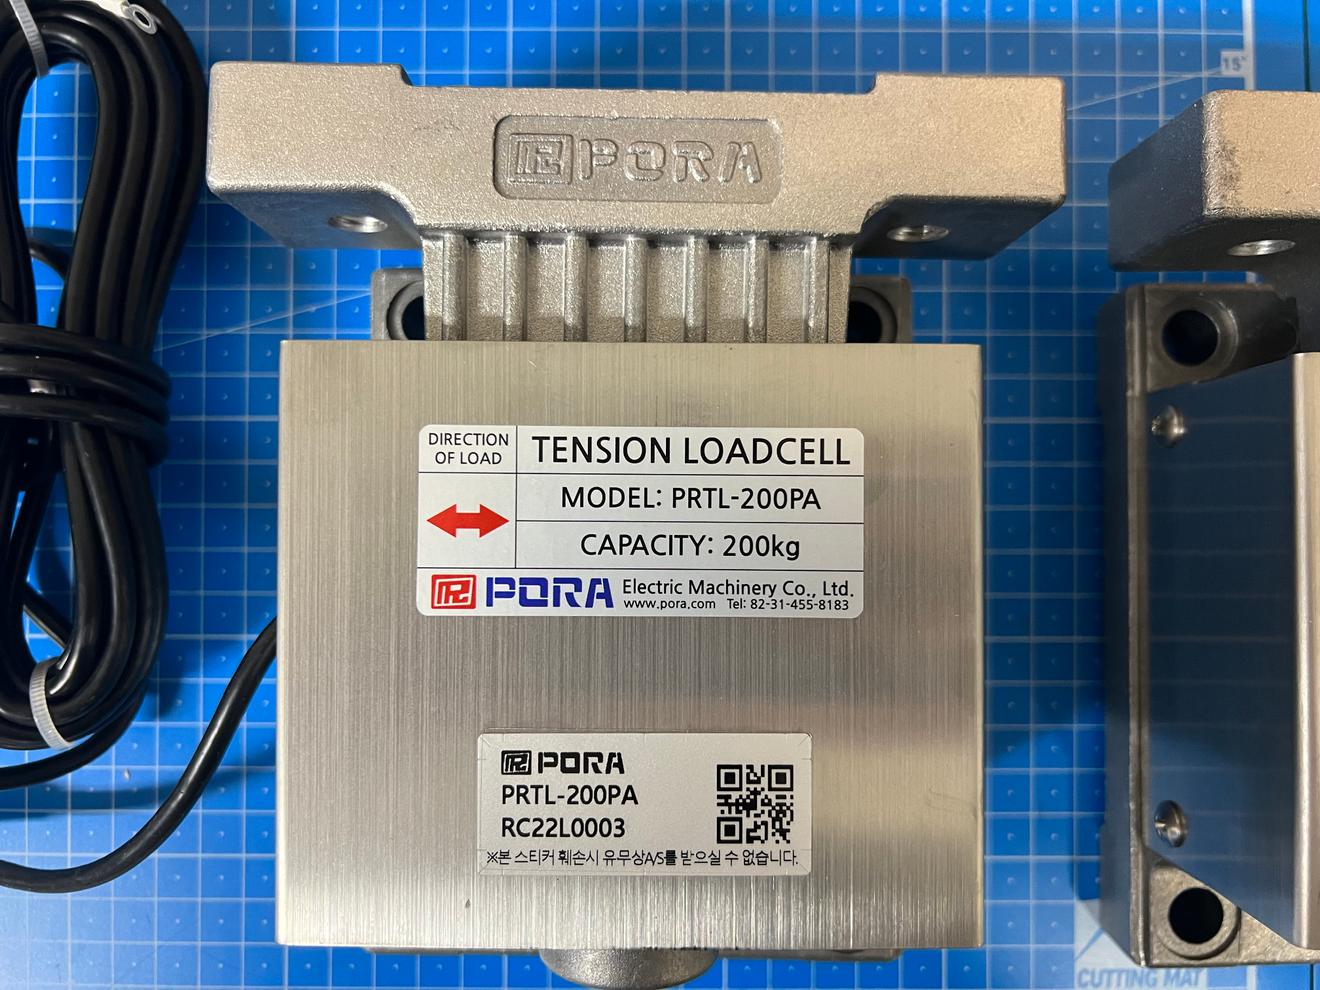 15"
PORA
DIRECTION
OF LOAD
TENSION LOADCELL
MODEL: PRTL-200PA
CAPACITY: 200kg
PORA Electric Machinery Co., Ltd.
www.pora.com Tel: 82-31-455-8183
PORA
PRTL-200PA
RC22L0003
※본 스티커 훼손시 유무상A/S를 받으실 수 없습니다.
CUTTING MAT